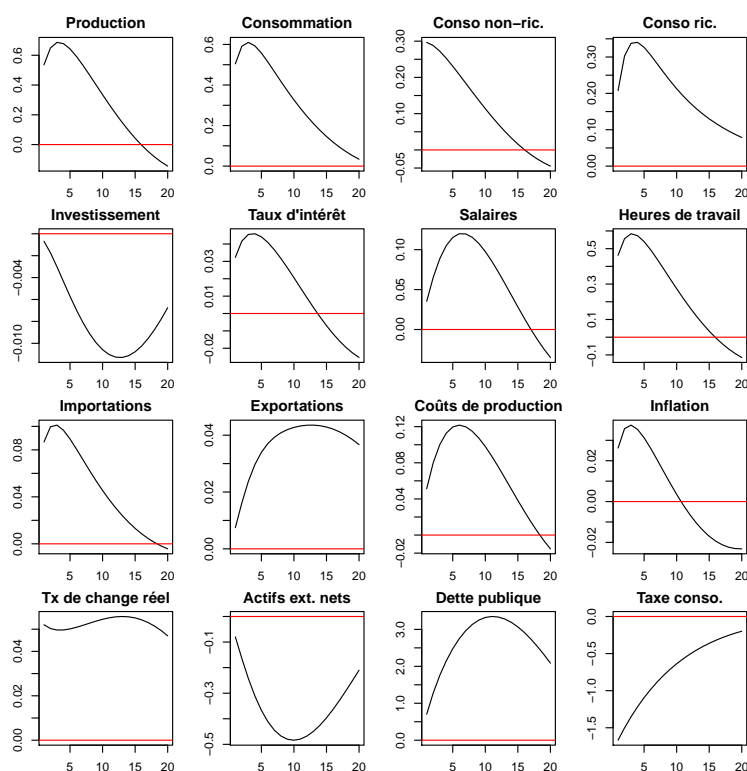 Production Consommation Conso non−ric. Conso ric.
0.0 0.2 0.4 0.6
0.0 0.2 0.4 0.6
−0.05 0.10 0.20 0.30
0.00 0.10 0.20 0.30
5 10 15 20 5 10 15 20 5 10 15 20 5 10 15 20
Investissement Taux d'intérêt Salaires Heures de travail
−0.010 −0.004
−0.02 0.01 0.03
0.00 0.05 0.10
−0.1 0.1 0.3 0.5
5 10 15 20 5 10 15 20 5 10 15 20 5 10 15 20
Importations Exportations Coûts de production Inflation
0.00 0.04 0.08
0.00 0.02 0.04
−0.02 0.04 0.08 0.12
−0.02 0.00 0.02
5 10 15 20 5 10 15 20 5 10 15 20 5 10 15 20
Tx de change réel Actifs ext. nets Dette publique Taxe conso.
0.00 0.02 0.04
−0.5 −0.3 −0.1
0.0 1.0 2.0 3.0
−1.5 −1.0 −0.5 0.0
5 10 15 20 5 10 15 20 5 10 15 20 5 10 15 20